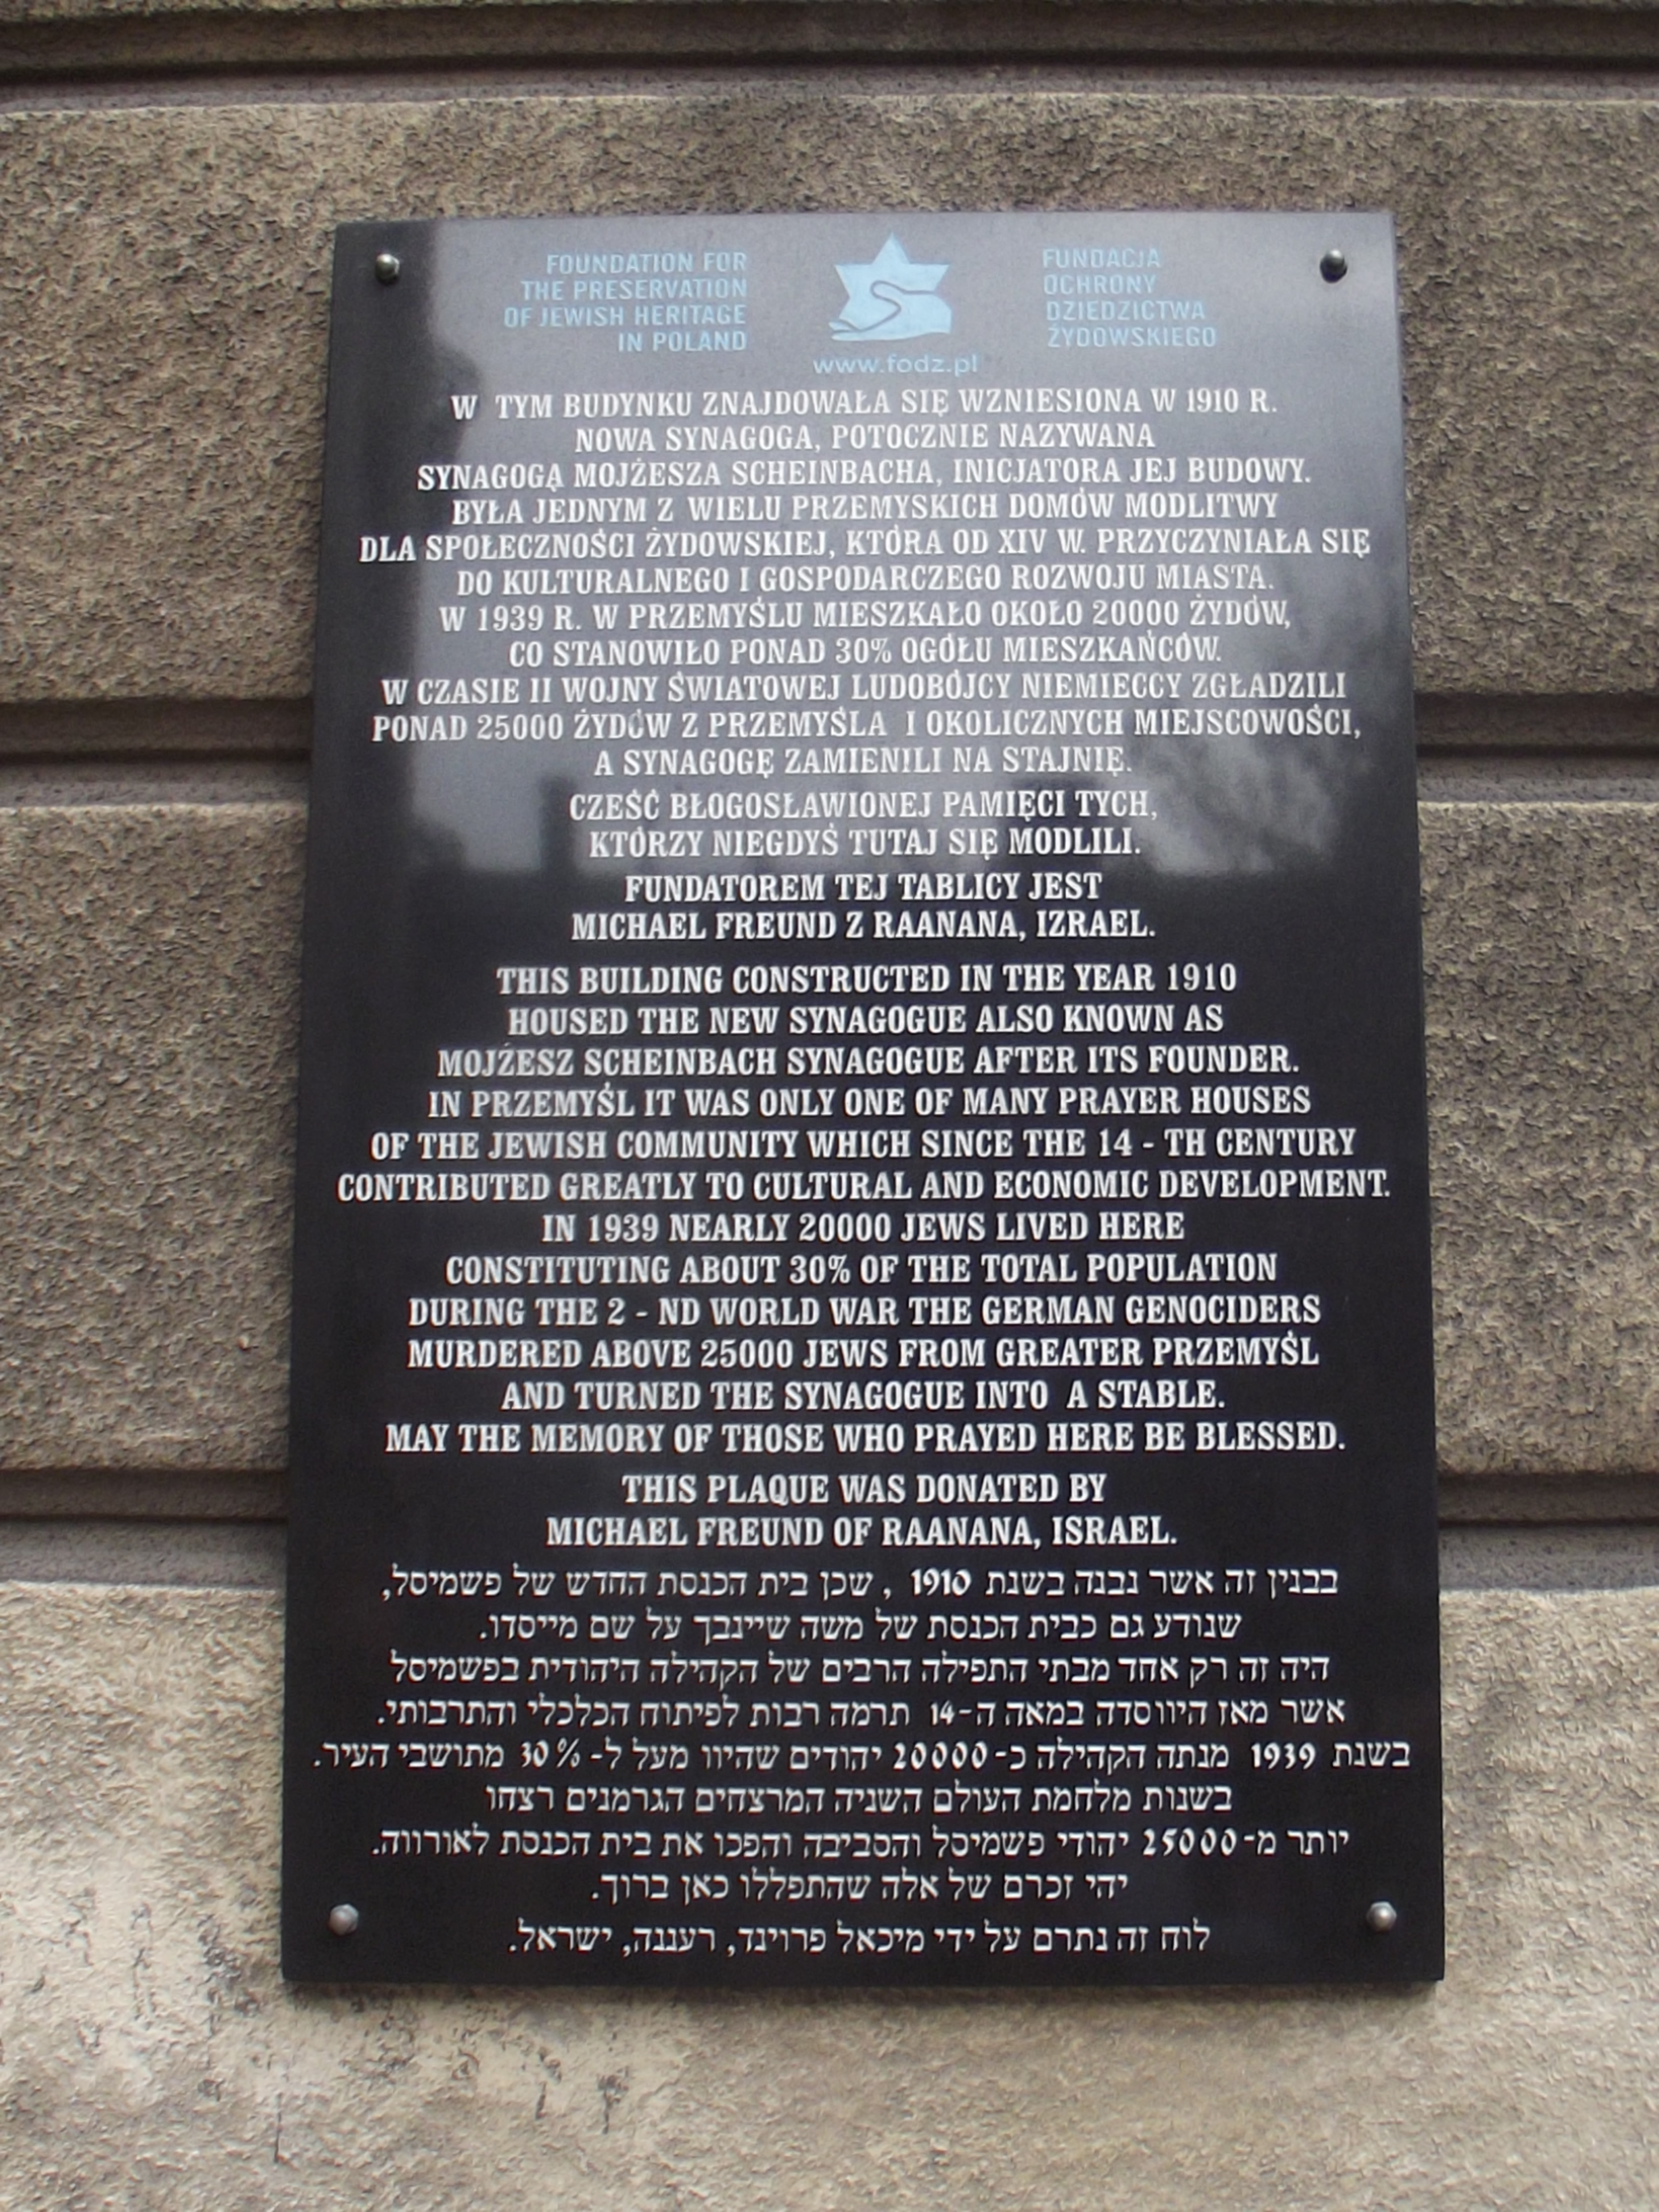 FOUNDATION FOR
THE PRESERVATION
OF JEWISH HERITAGE
IN POLAND
FUNDACJA
OCHRONY
DZIEDZICTWA
ŻYDOWSKIEGO
www.fodz.pl
W TYM BUDYNKU ZNAJDOWAŁA SIĘ WZNIESIONA W 1910 R.
NOWA SYNAGOGA, POTOCZNIE NAZYWANA
SYNAGOGĄ MOJŻESZA SCHEINBACHA, INICJATORA JEJ BUDOWY.
BYŁA JEDNYM Z WIELU PRZEMYSKICH DOMÓW MODLITWY
DLA SPOŁECZNOŚCI ŻYDOWSKIEJ, KTÓRA OD XIV W. PRZYCZYNIAŁA SIĘ
DO KULTURALNEGO I GOSPODARCZEGO ROZWOJU MIASTA.
W 1939 R. W PRZEMYŚLU MIESZKAŁO OKOŁO 20000 ŻYDÓW,
CO STANOWIŁO PONAD 30% OGÓŁU MIESZKAŃCÓW.
W CZASIE II WOJNY ŚWIATOWEJ LUDOBÓJCY NIEMIECCY ZGŁADZILI
PONAD 25000 ŻYDÓW Z PRZEMYŚLA I OKOLICZNYCH MIEJSCOWOŚCI,
A SYNAGOGĘ ZAMIENILI NA STAJNIĘ.
CZEŚĆ BŁOGOSŁAWIONEJ PAMIĘCI TYCH,
KTÓRZY NIEGDYŚ TUTAJ SIĘ MODLILI.
FUNDATOREM TEJ TABLICY JEST
MICHAEL FREUND Z RAANANA, IZRAEL.
THIS BUILDING CONSTRUCTED IN THE YEAR 1910
HOUSED THE NEW SYNAGOGUE ALSO KNOWN AS
MOJŻESZ SCHEINBACH SYNAGOGUE AFTER ITS FOUNDER.
IN PRZEMYŚL IT WAS ONLY ONE OF MANY PRAYER HOUSES
OF THE JEWISH COMMUNITY WHICH SINCE THE 14 - TH CENTURY
CONTRIBUTED GREATLY TO CULTURAL AND ECONOMIC DEVELOPMENT.
IN 1939 NEARLY 20000 JEWS LIVED HERE
CONSTITUTING ABOUT 30% OF THE TOTAL POPULATION
DURING THE 2 - ND WORLD WAR THE GERMAN GENOCIDERS
MURDERED ABOVE 25000 JEWS FROM GREATER PRZEMYŚL
AND TURNED THE SYNAGOGUE INTO A STABLE.
MAY THE MEMORY OF THOSE WHO PRAYED HERE BE BLESSED.
THIS PLAQUE WAS DONATED BY
MICHAEL FREUND OF RAANANA, ISRAEL.
בבנין זה אשר נבנה בשנת 1910 , שכן בית הכנסת החדש של פשמיסל,
שנודע גם כבית הכנסת של משה שיינבך על שם מייסדו.
היה זה רק אחד מבתי התפילה הרבים של הקהילה היהודית בפשמיסל
אשר מאז היווסדה במאה ה-14 תרמה רבות לפיתוח הכלכלי והתרבותי.
בשנת 1939 מנתה הקהילה כ-20000 יהודים שהיוו מעל ל-30% מתושבי העיר.
בשנות מלחמת העולם השניה המרצחים הגרמנים רצחו
יותר מ-25000 יהודי פשמיסל והסביבה והפכו את בית הכנסת לאורווה.
יהי זכרם של אלה שהתפללו כאן ברוך.
לוח זה נתרם על ידי מיכאל פרוינד, רעננה, ישראל.